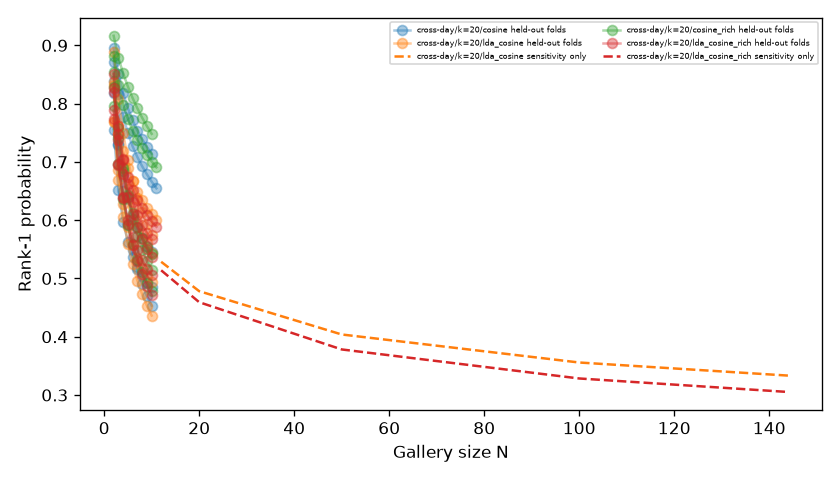 cross-day/k=20/cosine held-out folds
cross-day/k=20/lda_cosine held-out folds
cross-day/k=20/lda_cosine sensitivity only
cross-day/k=20/cosine_rich held-out folds
cross-day/k=20/lda_cosine_rich held-out folds
cross-day/k=20/lda_cosine_rich sensitivity only
Rank-1 probability
0.9
0.8
0.7
0.6
0.5
0.4
0.3
0 20 40 60 80 100 120 140
Gallery size N